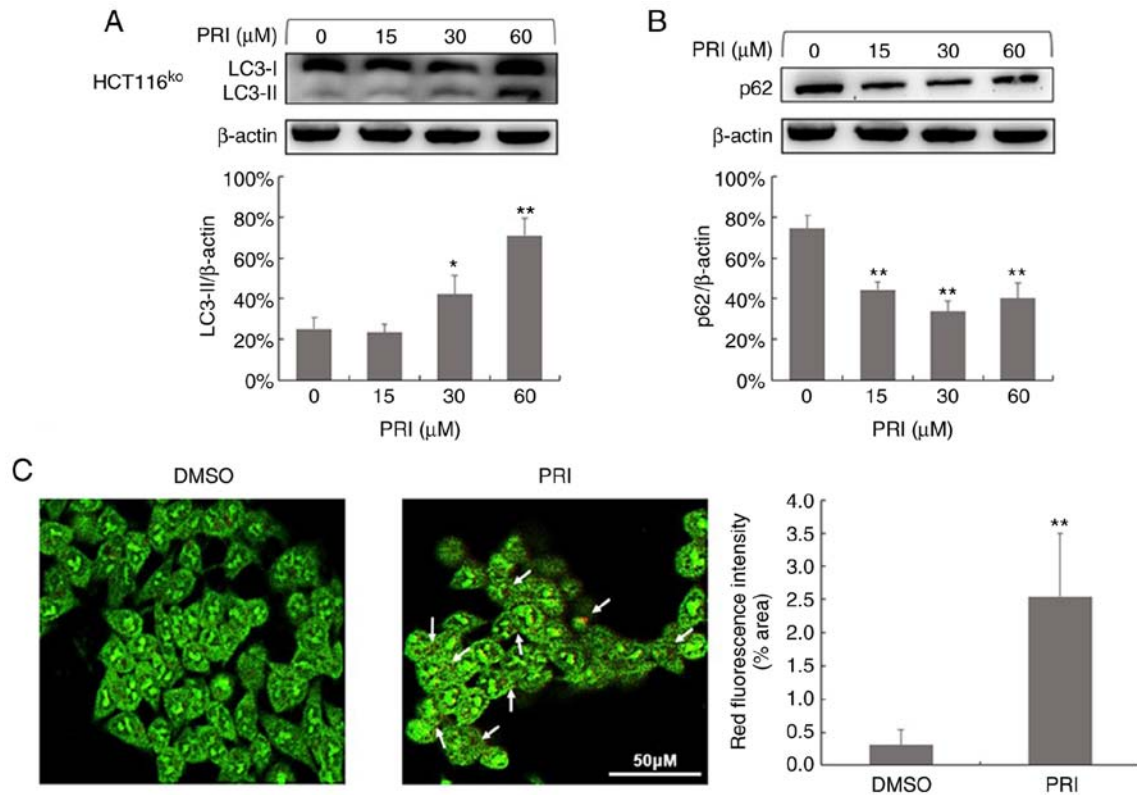 A
PRI (μM) 0 15 30 60
HCT116ko
LC3-I
LC3-II
β-actin
100%
80%
60%
40%
20%
0%
LC3-II/β-actin
*
**
0 15 30 60
PRI (μM)
B
PRI (μM) 0 15 30 60
p62
β-actin
100%
80%
60%
40%
20%
0%
p62/β-actin
**
**
**
0 15 30 60
PRI (μM)
C
DMSO
PRI
50μM
4.0
3.5
3.0
2.5
2.0
1.5
1.0
0.5
0.0
Red fluorescence intensity
(% area)
**
DMSO PRI